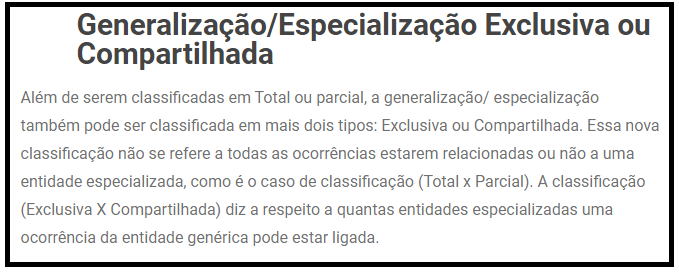 Generalização/Especialização Exclusiva ou
Compartilhada
Além de serem classificadas em Total ou parcial, a generalização/ especialização
também pode ser classificada em mais dois tipos: Exclusiva ou Compartilhada. Essa nova
classificação não se refere a todas as ocorrências estarem relacionadas ou não a uma
entidade especializada, como é o caso de classificação (Total x Parcial). A classificação
(Exclusiva X Compartilhada) diz a respeito a quantas entidades especializadas uma
ocorrência da entidade genérica pode estar ligada.